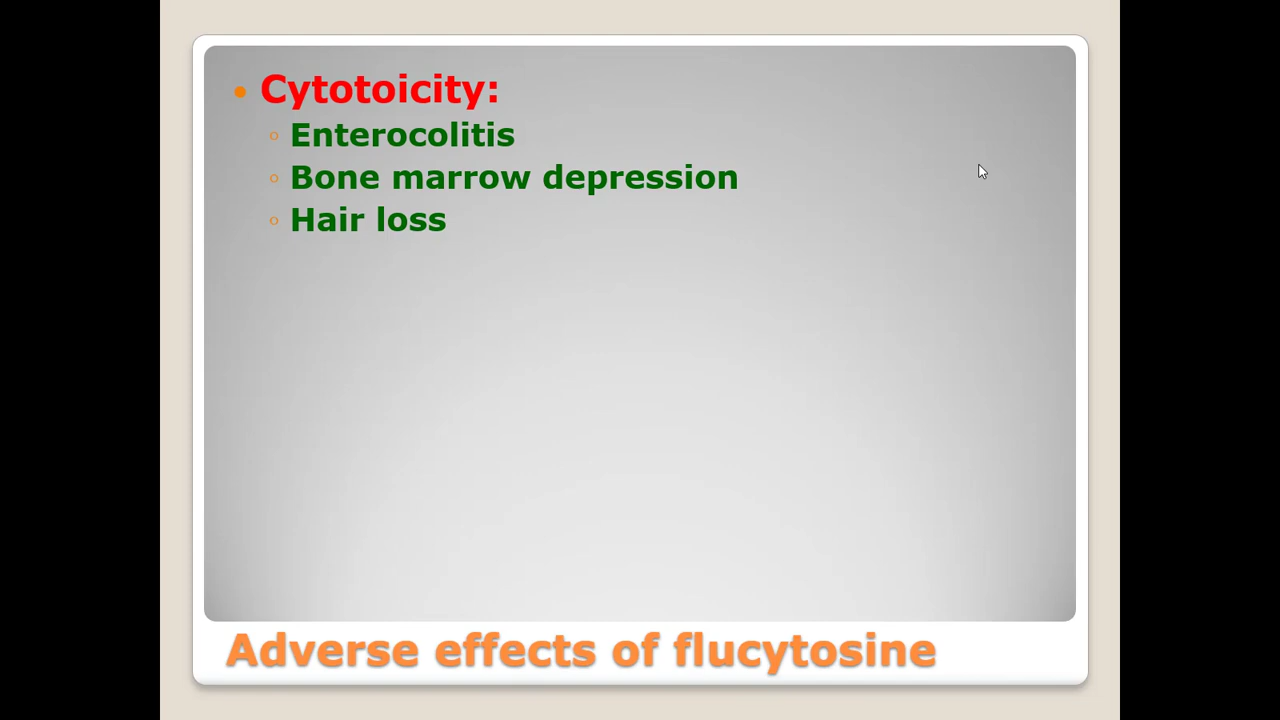 Cytotoicity:
Enterocolitis
Bone marrow depression
Hair loss
Adverse effects of flucytosine